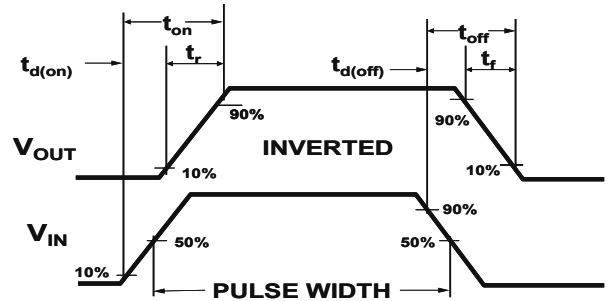 t_on
t_off
t_d(on)
t_r
t_d(off)
t_f
90%
90%
V_OUT
INVERTED
10%
10%
V_IN
90%
50%
50%
10%
PULSE WIDTH